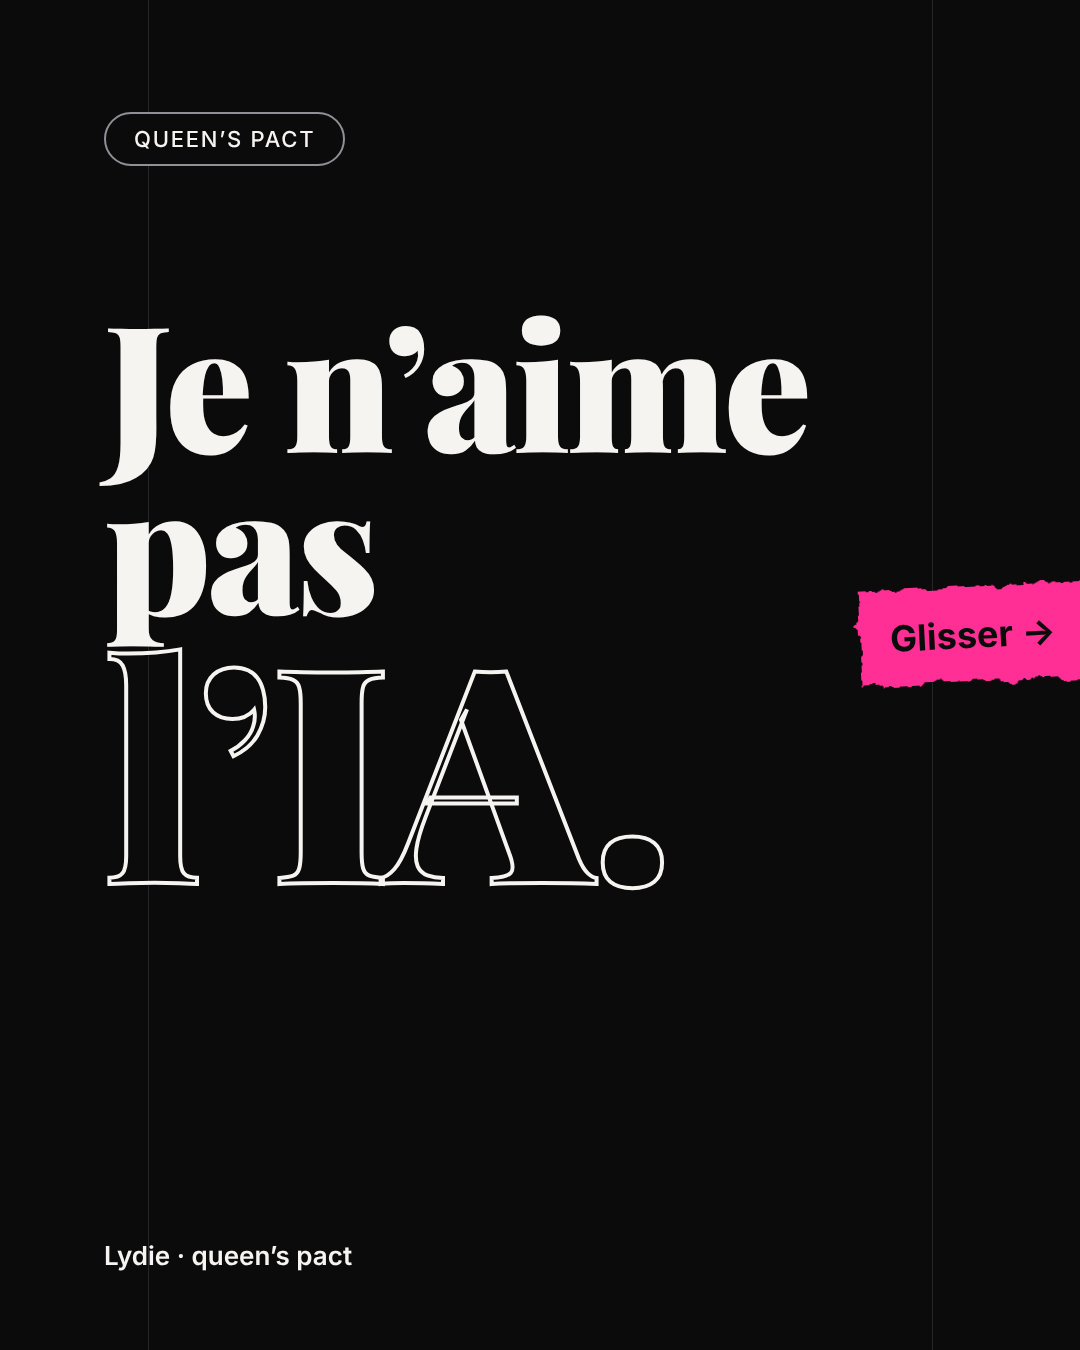 QUEEN’S PACT
Je n’aime
pas
l’IA.
Glisser →
Lydie · queen’s pact